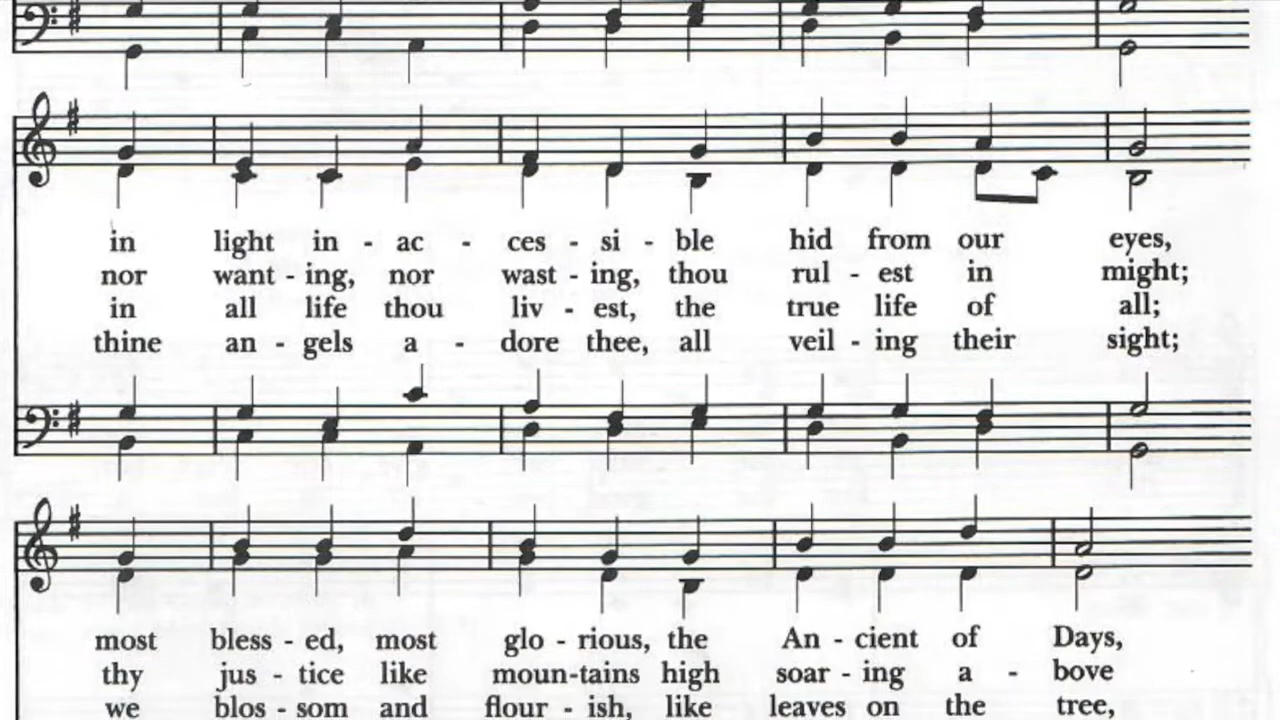 in light in - ac - ces - si - ble hid from our eyes,
nor want - ing, nor wast - ing, thou rul - est in might;
in all life thou liv - est, the true life of all;
thine an - gels a - dore thee, all veil - ing their sight;
most bless - ed, most glo - rious, the An - cient of Days,
thy jus - tice like moun-tains high soar - ing a - bove
we blos - som and flour - ish, like leaves on the tree,